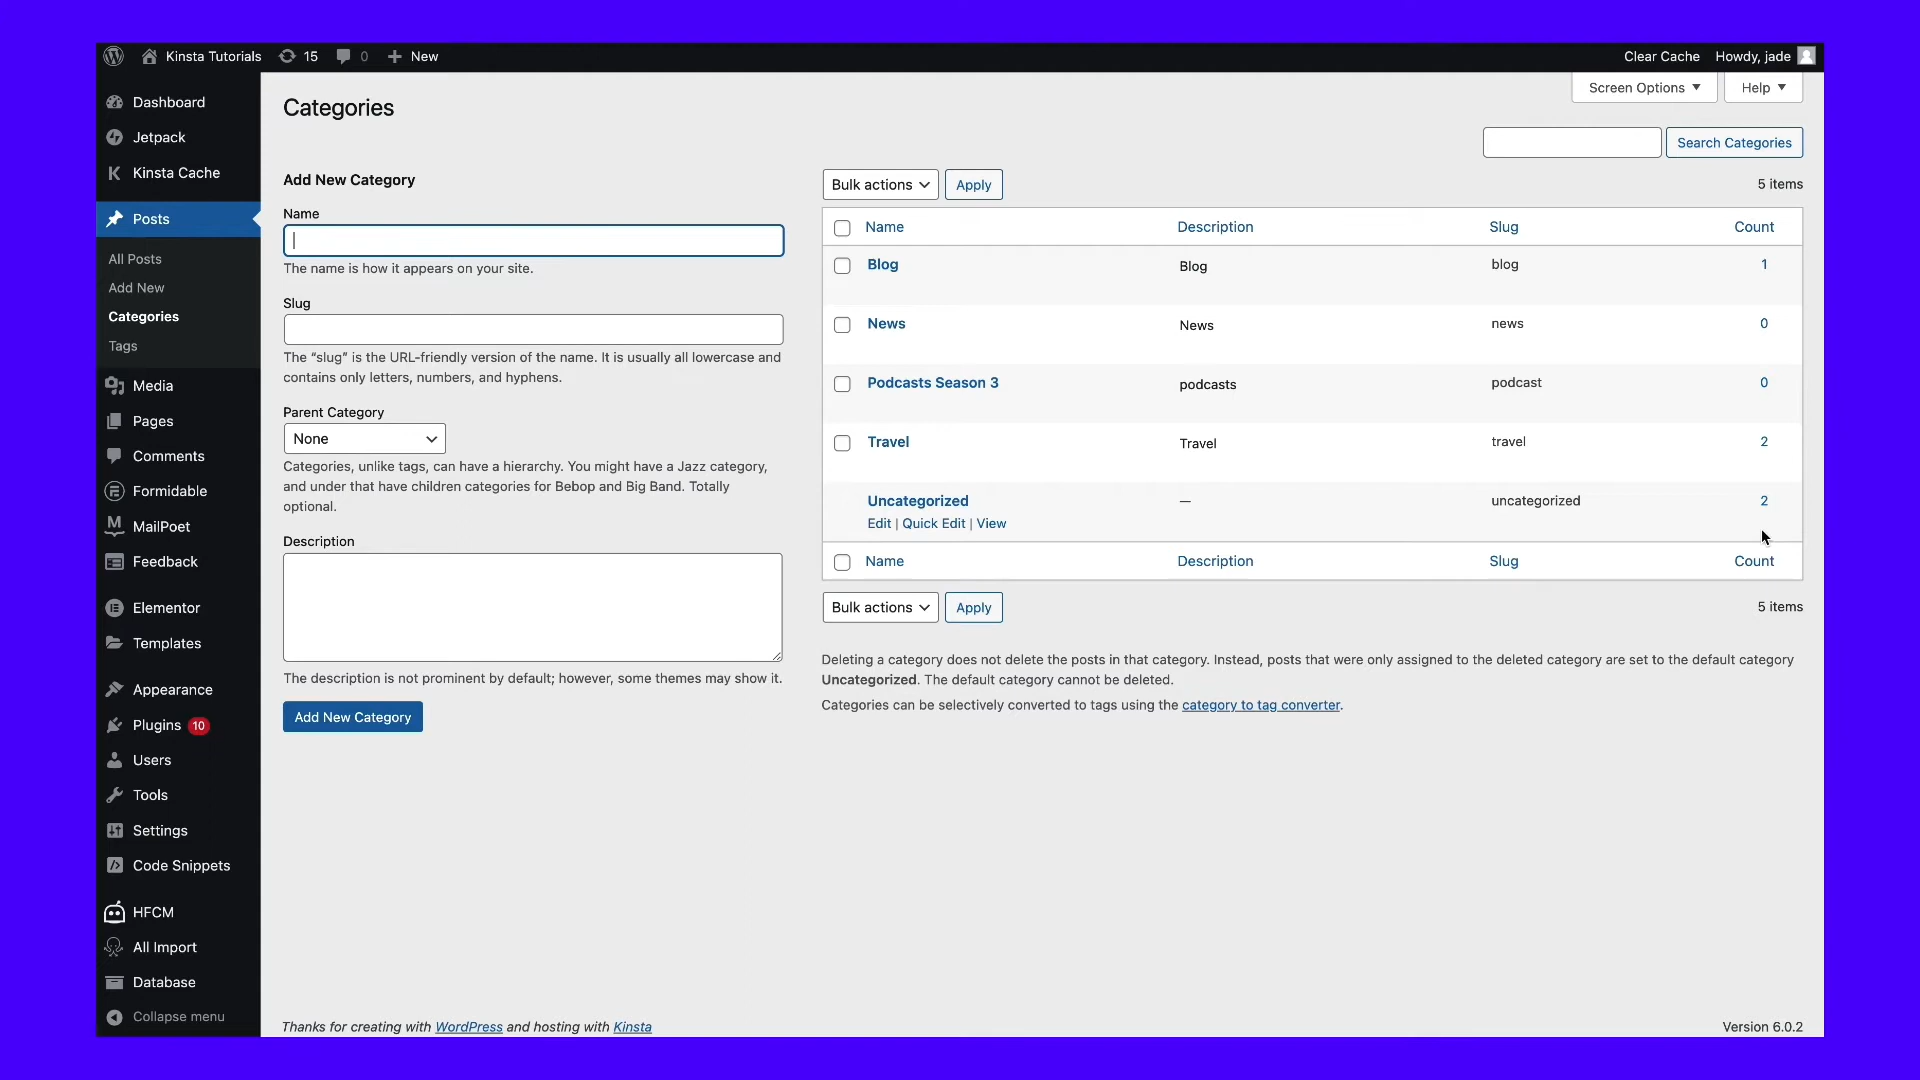 Kinsta Tutorials 15 0 New Clear Cache Howdy, jade
Screen Options Help
Dashboard
Jetpack
Kinsta Cache
Posts
All Posts
Add New
Categories
Tags
Media
Pages
Comments
Formidable
MailPoet
Feedback
Elementor
Templates
Appearance
Plugins 10
Users
Tools
Settings
Code Snippets
HFCM
All Import
Database
Collapse menu
Categories
Search Categories
Add New Category
Name
The name is how it appears on your site.
Slug
The “slug” is the URL-friendly version of the name. It is usually all lowercase and
contains only letters, numbers, and hyphens.
Parent Category
None
Categories, unlike tags, can have a hierarchy. You might have a Jazz category,
and under that have children categories for Bebop and Big Band. Totally
optional.
Description
The description is not prominent by default; however, some themes may show it.
Add New Category
Bulk actions Apply 5 items
Name Description Slug Count
Blog Blog blog 1
News News news 0
Podcasts Season 3 podcasts podcast 0
Travel Travel travel 2
Uncategorized — uncategorized 2
Edit | Quick Edit | View
Name Description Slug Count
Bulk actions Apply 5 items
Deleting a category does not delete the posts in that category. Instead, posts that were only assigned to the deleted category are set to the default category
Uncategorized. The default category cannot be deleted.
Categories can be selectively converted to tags using the category to tag converter.
Thanks for creating with WordPress and hosting with Kinsta Version 6.0.2